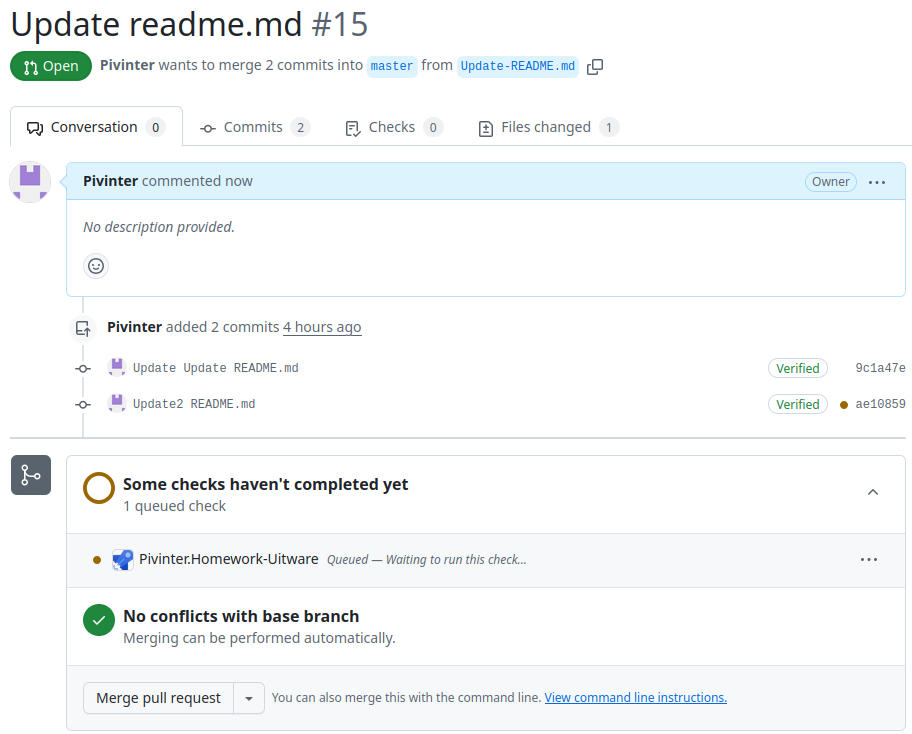 Update readme.md #15
Open Pivinter wants to merge 2 commits into master from Update-README.md
Conversation 0 Commits 2 Checks 0 Files changed 1
Pivinter commented now Owner
No description provided.
Pivinter added 2 commits 4 hours ago
Update Update README.md Verified 9c1a47e
Update2 README.md Verified ae10859
Some checks haven't completed yet
1 queued check
Pivinter.Homework-Uitware Queued — Waiting to run this check...
No conflicts with base branch
Merging can be performed automatically.
Merge pull request You can also merge this with the command line. View command line instructions.